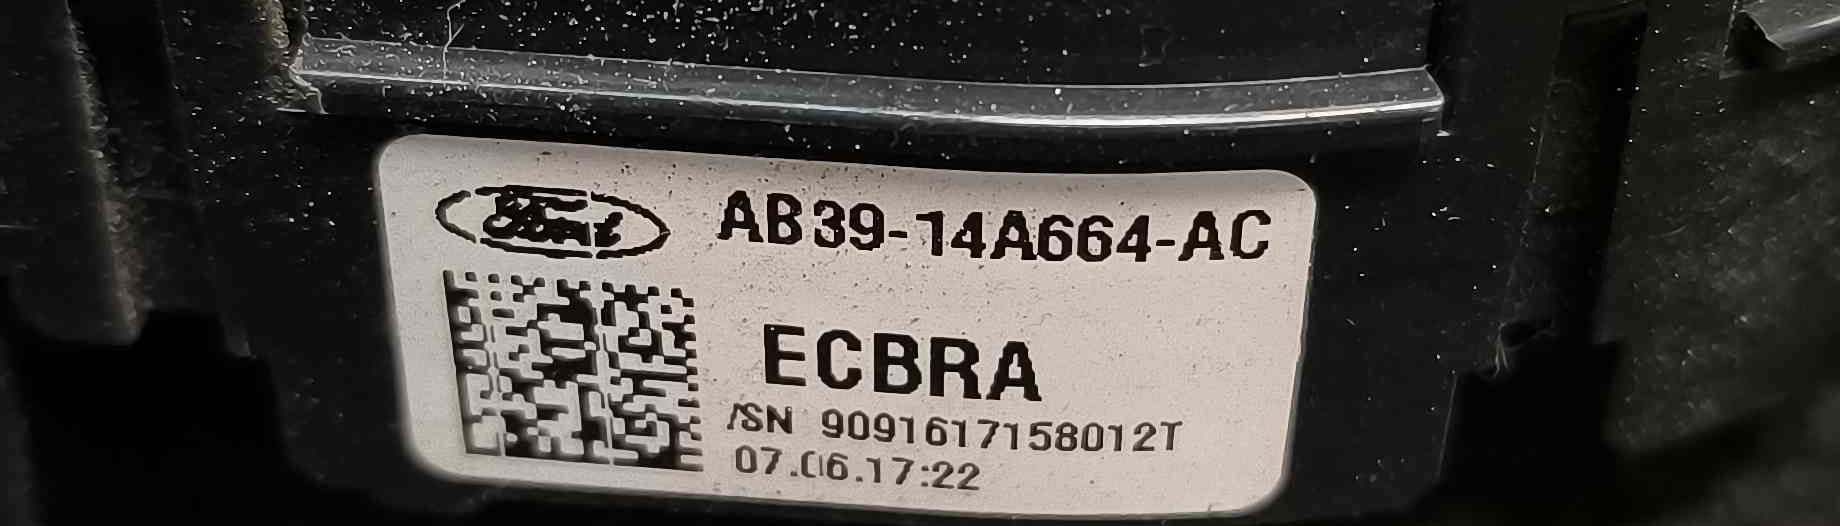 Ford
AB39-14A664-AC
ECBRA
/SN 9091617158012T
07.06.17:22